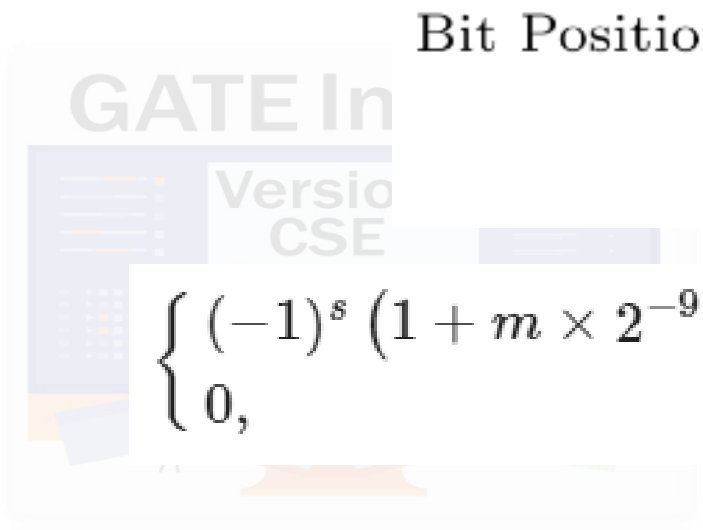 Bit Positio
GATE In
Versio
CSE
{ (−1)^s (1 + m × 2^{−9}
0,